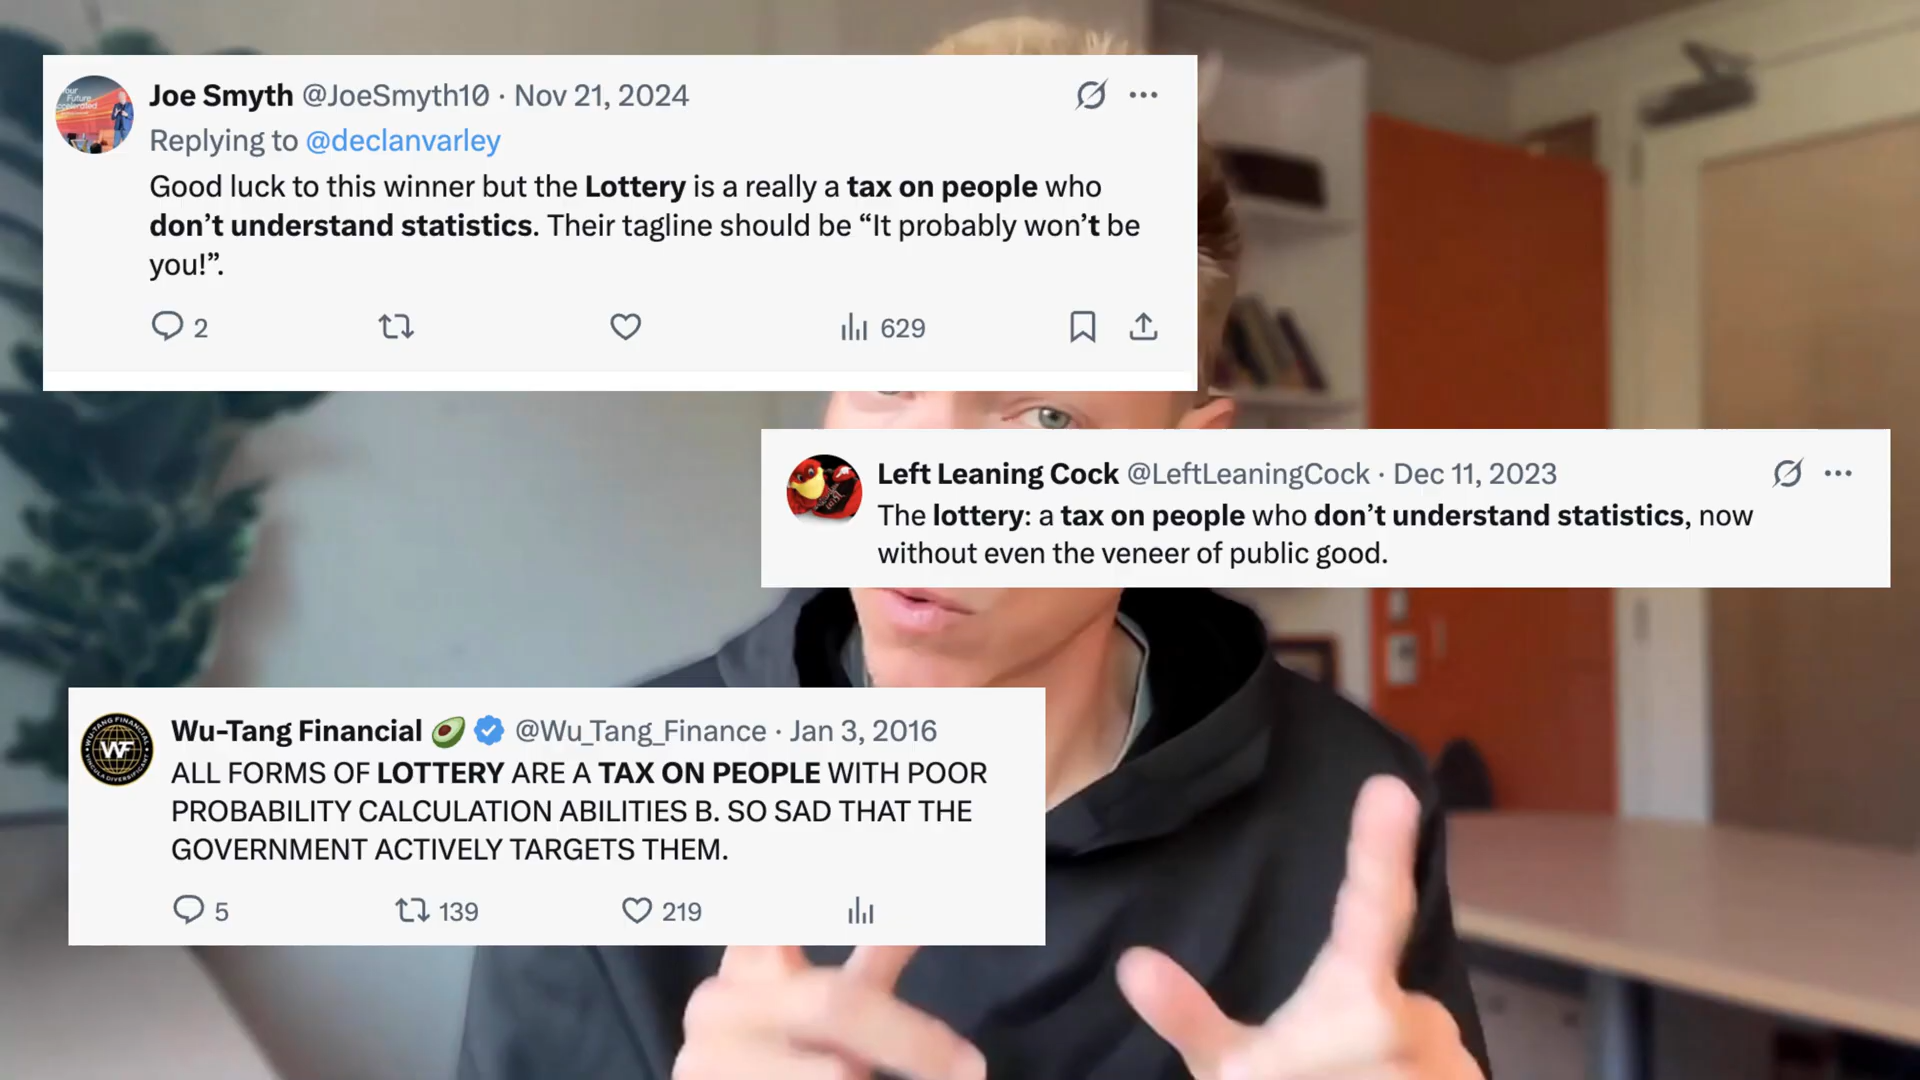 Joe Smyth @JoeSmyth10 · Nov 21, 2024
Replying to @declanvarley
Good luck to this winner but the Lottery is a really a tax on people who
don’t understand statistics. Their tagline should be “It probably won’t be
you!”.
2 629
Left Leaning Cock @LeftLeaningCock · Dec 11, 2023
The lottery: a tax on people who don’t understand statistics, now
without even the veneer of public good.
Wu-Tang Financial 🥑 @Wu_Tang_Finance · Jan 3, 2016
ALL FORMS OF LOTTERY ARE A TAX ON PEOPLE WITH POOR
PROBABILITY CALCULATION ABILITIES B. SO SAD THAT THE
GOVERNMENT ACTIVELY TARGETS THEM.
5 139 219